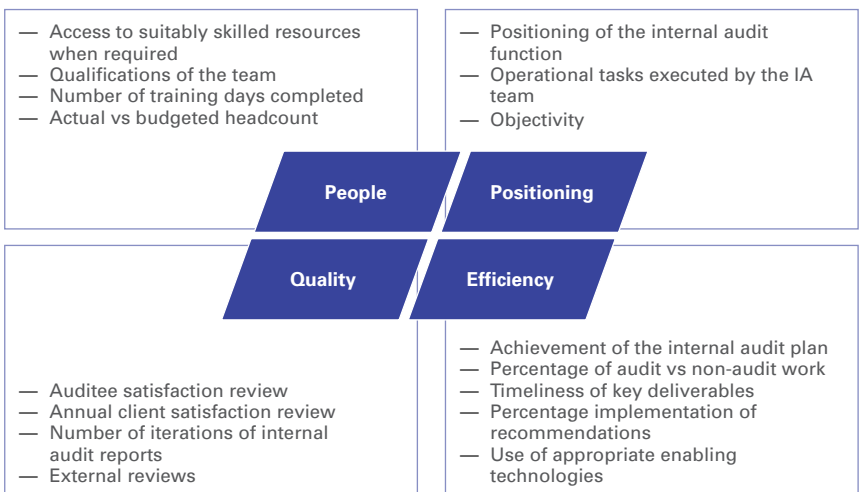 — Access to suitably skilled resources
when required
— Qualifications of the team
— Number of training days completed
— Actual vs budgeted headcount
— Positioning of the internal audit
function
— Operational tasks executed by the IA
team
— Objectivity
People
Positioning
Quality
Efficiency
— Auditee satisfaction review
— Annual client satisfaction review
— Number of iterations of internal
audit reports
— External reviews
— Achievement of the internal audit plan
— Percentage of audit vs non-audit work
— Timeliness of key deliverables
— Percentage implementation of
recommendations
— Use of appropriate enabling
technologies